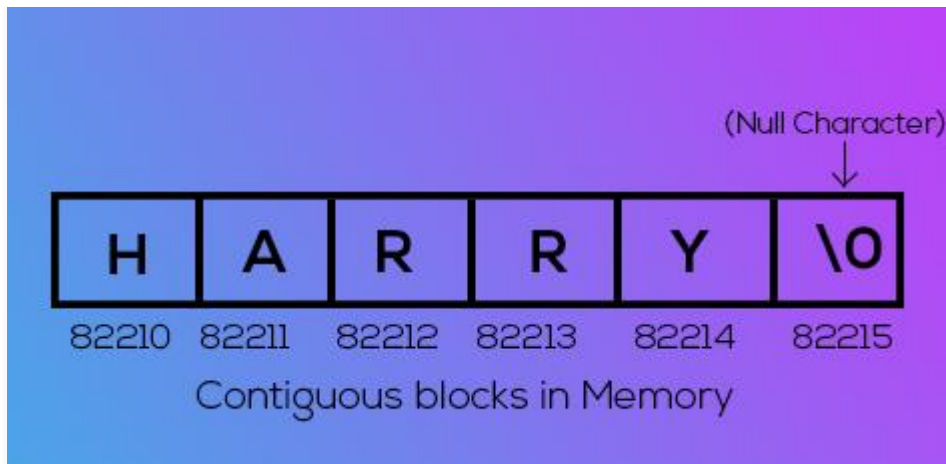 (Null Character)
H A R R Y \0
82210 82211 82212 82213 82214 82215
Contiguous blocks in Memory